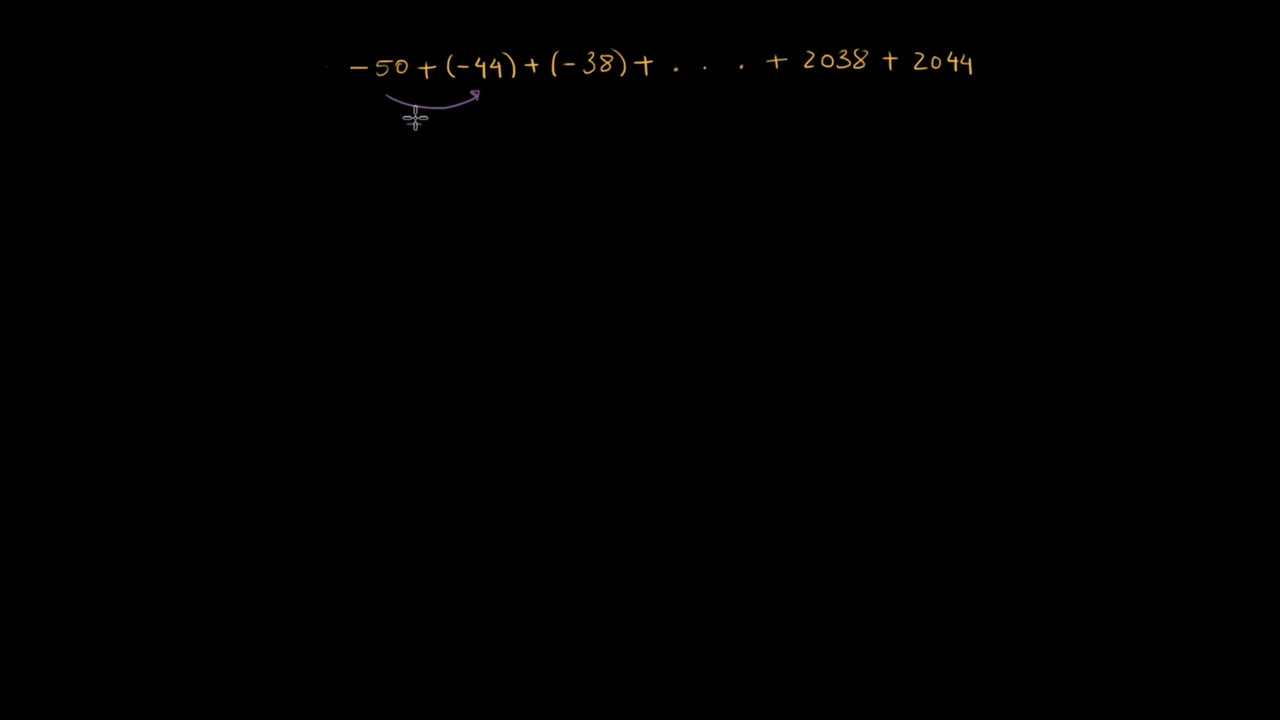 -50 + (-44) + (-38) + . . . + 2038 + 2044